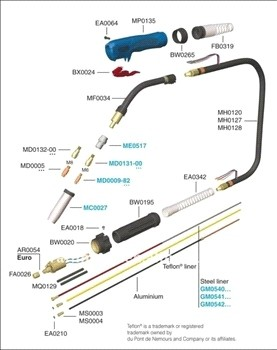 MP0135
EA0064
BW0265
FB0319
BX0024
MF0034
MH0120
MH0127
MH0128
ME0517
MD0132-00
M8
MD0131-00
MD0005
M6
MD0009-82
MC0027
EA0342
BW0195
EA0018
BW0020
AR0054
Euro
Teflon® liner
FA0026
Steel liner
GM0540...
GM0541...
GM0542...
MQ0129
Aluminium
MS0003
MS0004
EA0210
Teflon® is a trademark or registered
trademark owned by
du Pont de Nemours and Company or its affiliates.